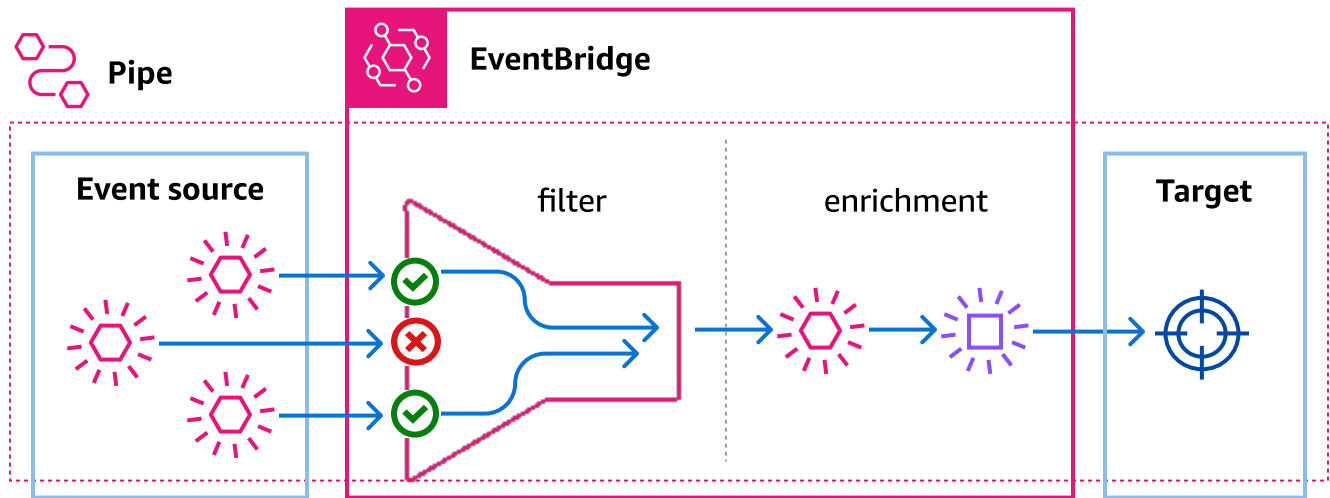 Pipe
EventBridge
Event source
filter
enrichment
Target